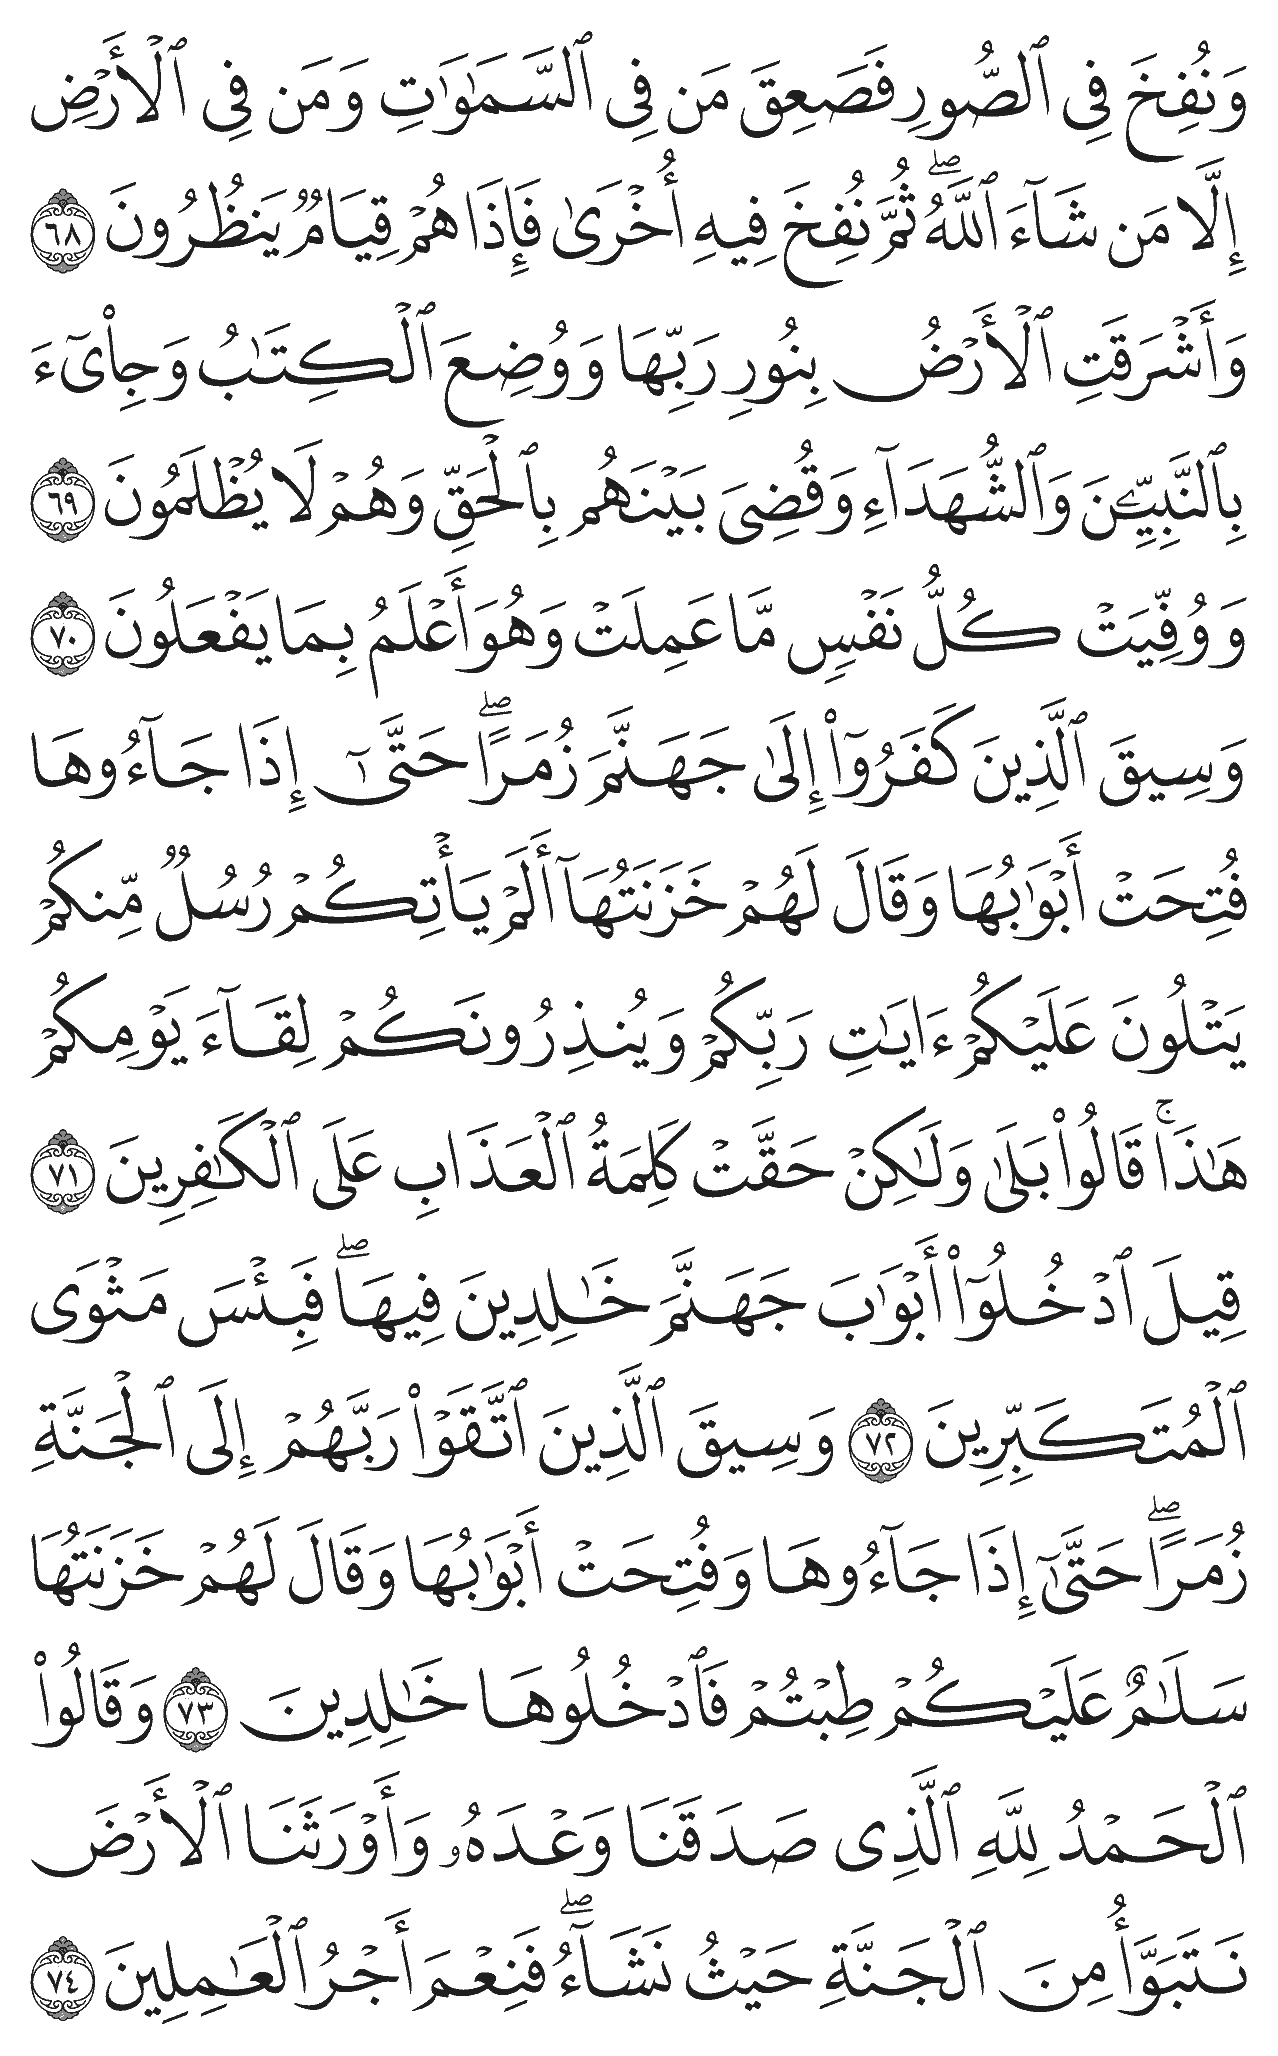 وَنُفِخَ فِى ٱلصُّورِ فَصَعِقَ مَن فِى ٱلسَّمَٰوَٰتِ وَمَن فِى ٱلْأَرْضِ
إِلَّا مَن شَآءَ ٱللَّهُ ۖ ثُمَّ نُفِخَ فِيهِ أُخْرَىٰ فَإِذَا هُمْ قِيَامٌ يَنظُرُونَ ٦٨
وَأَشْرَقَتِ ٱلْأَرْضُ بِنُورِ رَبِّهَا وَوُضِعَ ٱلْكِتَٰبُ وَجِا۟ىٓءَ
بِٱلنَّبِيِّۦنَ وَٱلشُّهَدَآءِ وَقُضِىَ بَيْنَهُم بِٱلْحَقِّ وَهُمْ لَا يُظْلَمُونَ ٦٩
وَوُفِّيَتْ كُلُّ نَفْسٍ مَّا عَمِلَتْ وَهُوَ أَعْلَمُ بِمَا يَفْعَلُونَ ٧٠
وَسِيقَ ٱلَّذِينَ كَفَرُوٓا۟ إِلَىٰ جَهَنَّمَ زُمَرًا ۖ حَتَّىٰٓ إِذَا جَآءُوهَا
فُتِحَتْ أَبْوَٰبُهَا وَقَالَ لَهُمْ خَزَنَتُهَآ أَلَمْ يَأْتِكُمْ رُسُلٌ مِّنكُمْ
يَتْلُونَ عَلَيْكُمْ ءَايَٰتِ رَبِّكُمْ وَيُنذِرُونَكُمْ لِقَآءَ يَوْمِكُمْ
هَٰذَا ۚ قَالُوا۟ بَلَىٰ وَلَٰكِنْ حَقَّتْ كَلِمَةُ ٱلْعَذَابِ عَلَى ٱلْكَٰفِرِينَ ٧١
قِيلَ ٱدْخُلُوٓا۟ أَبْوَٰبَ جَهَنَّمَ خَٰلِدِينَ فِيهَا ۖ فَبِئْسَ مَثْوَى
ٱلْمُتَكَبِّرِينَ ٧٢ وَسِيقَ ٱلَّذِينَ ٱتَّقَوْا۟ رَبَّهُمْ إِلَى ٱلْجَنَّةِ
زُمَرًا ۖ حَتَّىٰٓ إِذَا جَآءُوهَا وَفُتِحَتْ أَبْوَٰبُهَا وَقَالَ لَهُمْ خَزَنَتُهَا
سَلَٰمٌ عَلَيْكُمْ طِبْتُمْ فَٱدْخُلُوهَا خَٰلِدِينَ ٧٣ وَقَالُوا۟
ٱلْحَمْدُ لِلَّهِ ٱلَّذِى صَدَقَنَا وَعْدَهُۥ وَأَوْرَثَنَا ٱلْأَرْضَ
نَتَبَوَّأُ مِنَ ٱلْجَنَّةِ حَيْثُ نَشَآءُ ۖ فَنِعْمَ أَجْرُ ٱلْعَٰمِلِينَ ٧٤